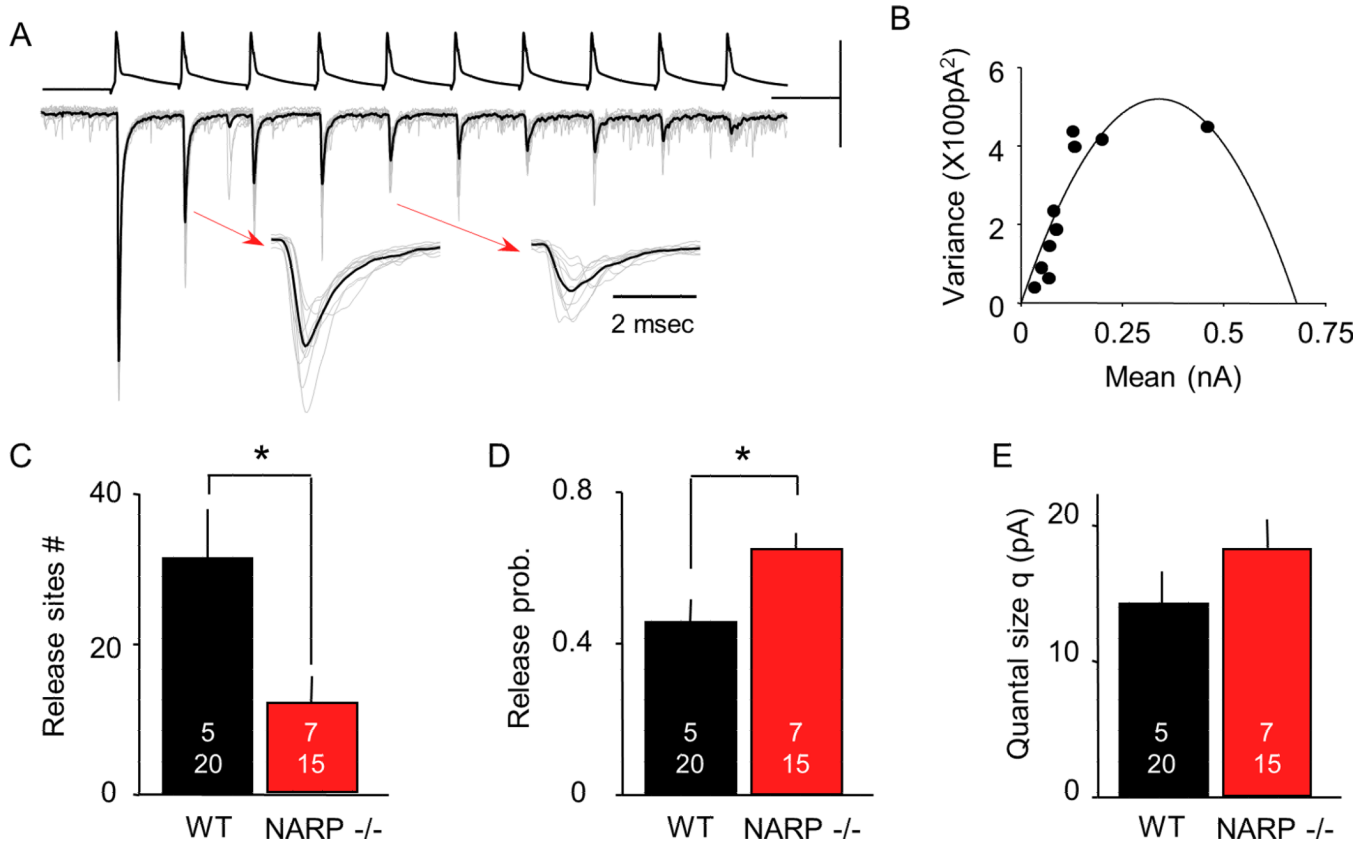 A
2 msec
B
Variance (X100pA²)
6
4
2
0
0
0.25
0.5
0.75
Mean (nA)
C
*
Release sites #
40
20
0
5
20
7
15
WT
NARP -/-
D
*
Release prob.
0.8
0.4
0
5
20
7
15
WT
NARP -/-
E
Quantal size q (pA)
20
10
0
5
20
7
15
WT
NARP -/-